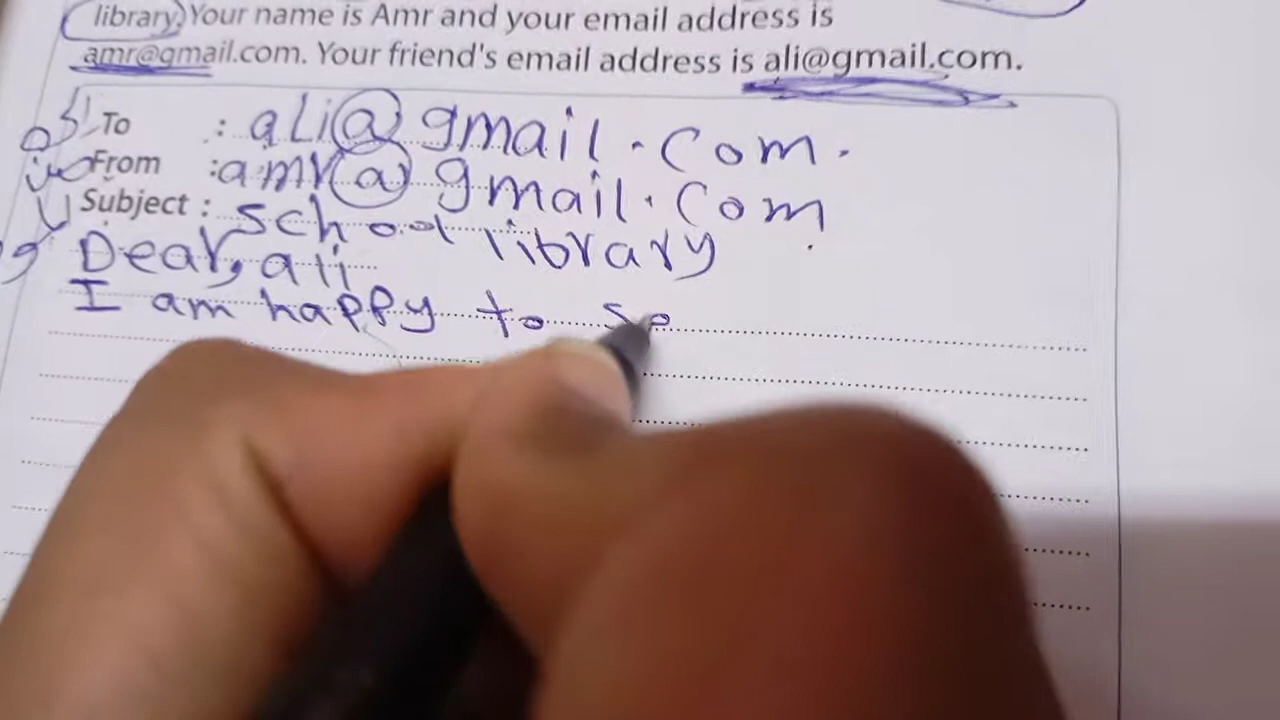 library. Your name is Amr and your email address is
amr@gmail.com. Your friend's email address is ali@gmail.com.
To : ali@gmail.com.
From : amr@gmail.com
Subject : school library
Dear, ali
I am happy to se